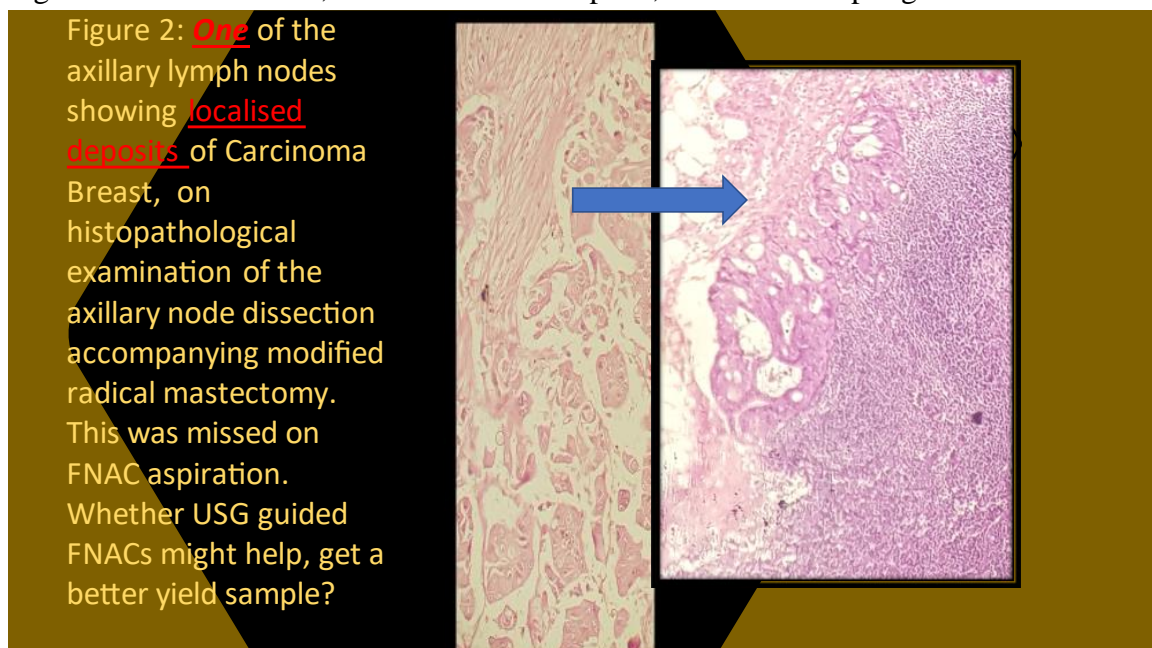 Figure 2: One of the
axillary lymph nodes
showing localised
deposits of Carcinoma
Breast, on
histopathological
examination of the
axillary node dissection
accompanying modified
radical mastectomy.
This was missed on
FNAC aspiration.
Whether USG guided
FNACs might help, get a
better yield sample?